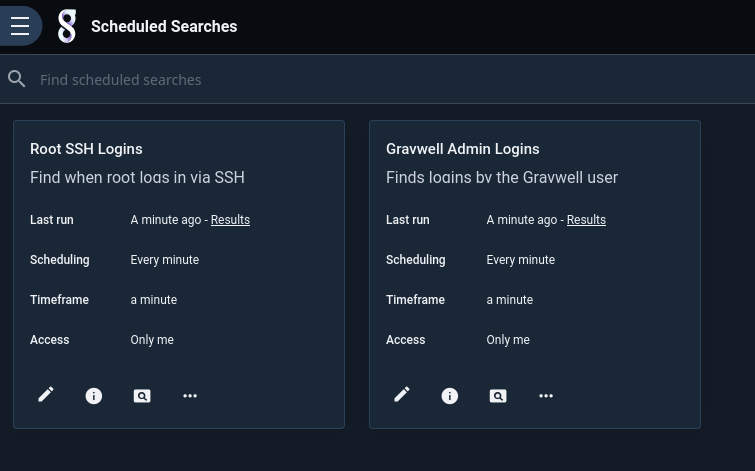 Scheduled Searches
Find scheduled searches
Root SSH Logins
Find when root logs in via SSH
Last run A minute ago - Results
Scheduling Every minute
Timeframe a minute
Access Only me
Gravwell Admin Logins
Finds logins by the Gravwell user
Last run A minute ago - Results
Scheduling Every minute
Timeframe a minute
Access Only me